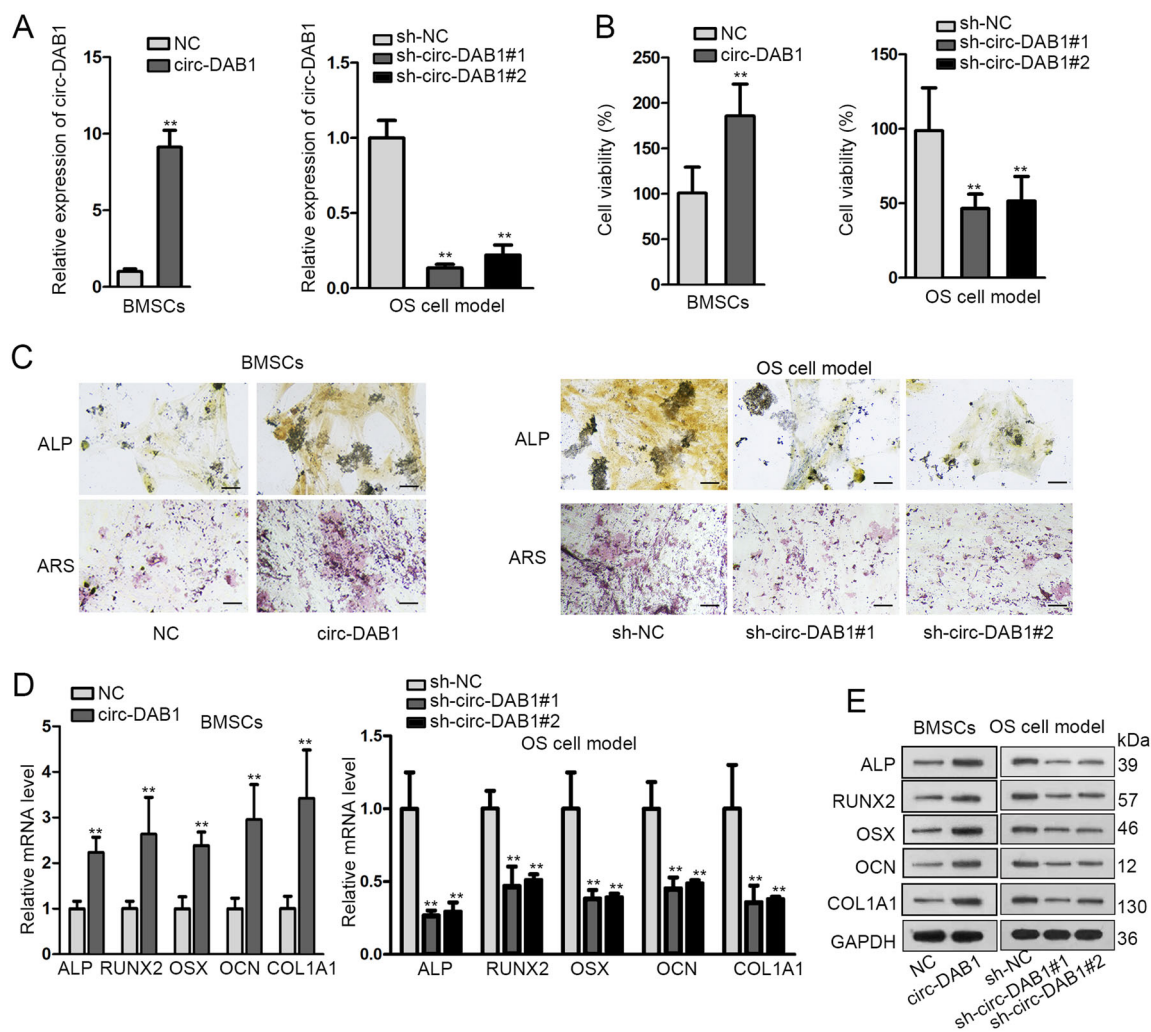 A
NC
circ-DAB1
Relative expression of circ-DAB1
15
10
5
0
**
BMSCs
sh-NC
sh-circ-DAB1#1
sh-circ-DAB1#2
Relative expression of circ-DAB1
1.5
1.0
0.5
0.0
**
**
OS cell model
B
NC
circ-DAB1
Cell viability (%)
250
200
150
100
50
0
**
BMSCs
sh-NC
sh-circ-DAB1#1
sh-circ-DAB1#2
Cell viability (%)
150
100
50
0
**
**
OS cell model
C
BMSCs
OS cell model
ALP
ARS
NC
circ-DAB1
ALP
ARS
sh-NC
sh-circ-DAB1#1
sh-circ-DAB1#2
D
NC
circ-DAB1
BMSCs
Relative mRNA level
5
4
3
2
1
0
**
**
**
**
**
ALP
RUNX2
OSX
OCN
COL1A1
sh-NC
sh-circ-DAB1#1
sh-circ-DAB1#2
OS cell model
Relative mRNA level
1.5
1.0
0.5
0.0
**
**
**
**
**
**
**
**
**
**
ALP
RUNX2
OSX
OCN
COL1A1
E
BMSCs
OS cell model
kDa
ALP
39
RUNX2
57
OSX
46
OCN
12
COL1A1
130
GAPDH
36
NC
circ-DAB1
sh-NC
sh-circ-DAB1#1
sh-circ-DAB1#2